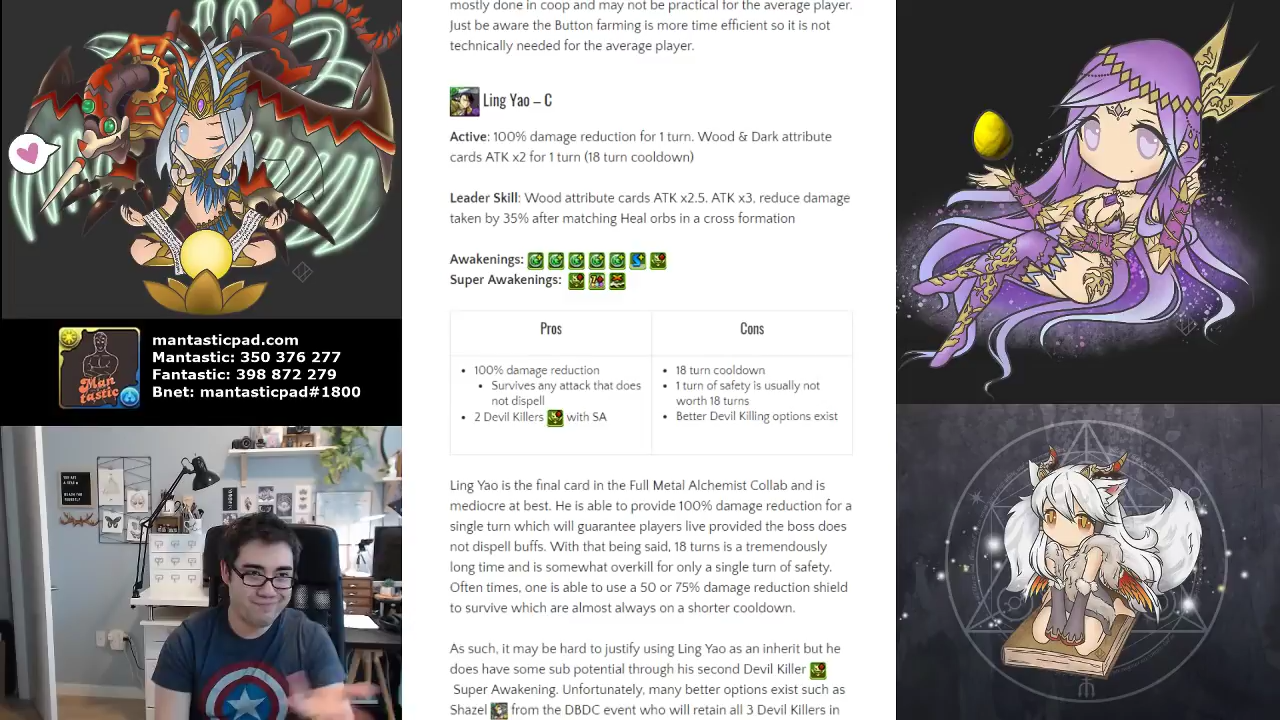 mostly done in coop and may not be practical for the average player.
Just be aware the Button farming is more time efficient so it is not
technically needed for the average player.
Ling Yao – C
Active: 100% damage reduction for 1 turn. Wood & Dark attribute
cards ATK x2 for 1 turn (18 turn cooldown)
Leader Skill: Wood attribute cards ATK x2.5. ATK x3, reduce damage
taken by 35% after matching Heal orbs in a cross formation
Awakenings:
Super Awakenings:
Pros
Cons
100% damage reduction
Survives any attack that does
not dispell
2 Devil Killers with SA
18 turn cooldown
1 turn of safety is usually not
worth 18 turns
Better Devil Killing options exist
Ling Yao is the final card in the Full Metal Alchemist Collab and is
mediocre at best. He is able to provide 100% damage reduction for a
single turn which will guarantee players live provided the boss does
not dispell buffs. With that being said, 18 turns is a tremendously
long time and is somewhat overkill for only a single turn of safety.
Often times, one is able to use a 50 or 75% damage reduction shield
to survive which are almost always on a shorter cooldown.
As such, it may be hard to justify using Ling Yao as an inherit but he
does have some sub potential through his second Devil Killer
Super Awakening. Unfortunately, many better options exist such as
Shazel from the DBDC event who will retain all 3 Devil Killers in
Man
tastic
mantasticpad.com
Mantastic: 350 376 277
Fantastic: 398 872 279
Bnet: mantasticpad#1800